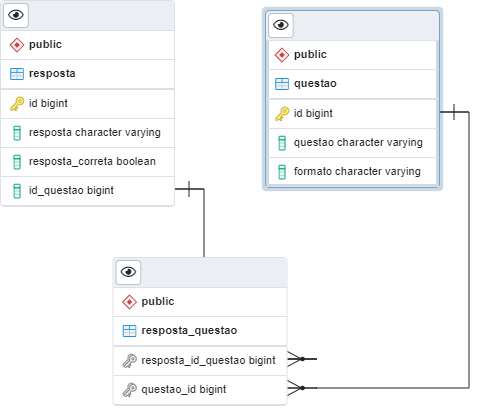 public
resposta
id bigint
resposta character varying
resposta_correta boolean
id_questao bigint
public
questao
id bigint
questao character varying
formato character varying
public
resposta_questao
resposta_id_questao bigint
questao_id bigint